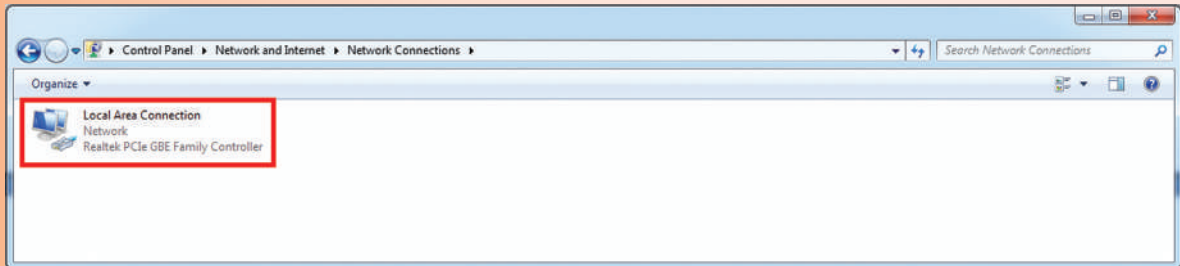 Control Panel ▸ Network and Internet ▸ Network Connections ▸
Search Network Connections
Organize ▾
Local Area Connection
Network
Realtek PCIe GBE Family Controller